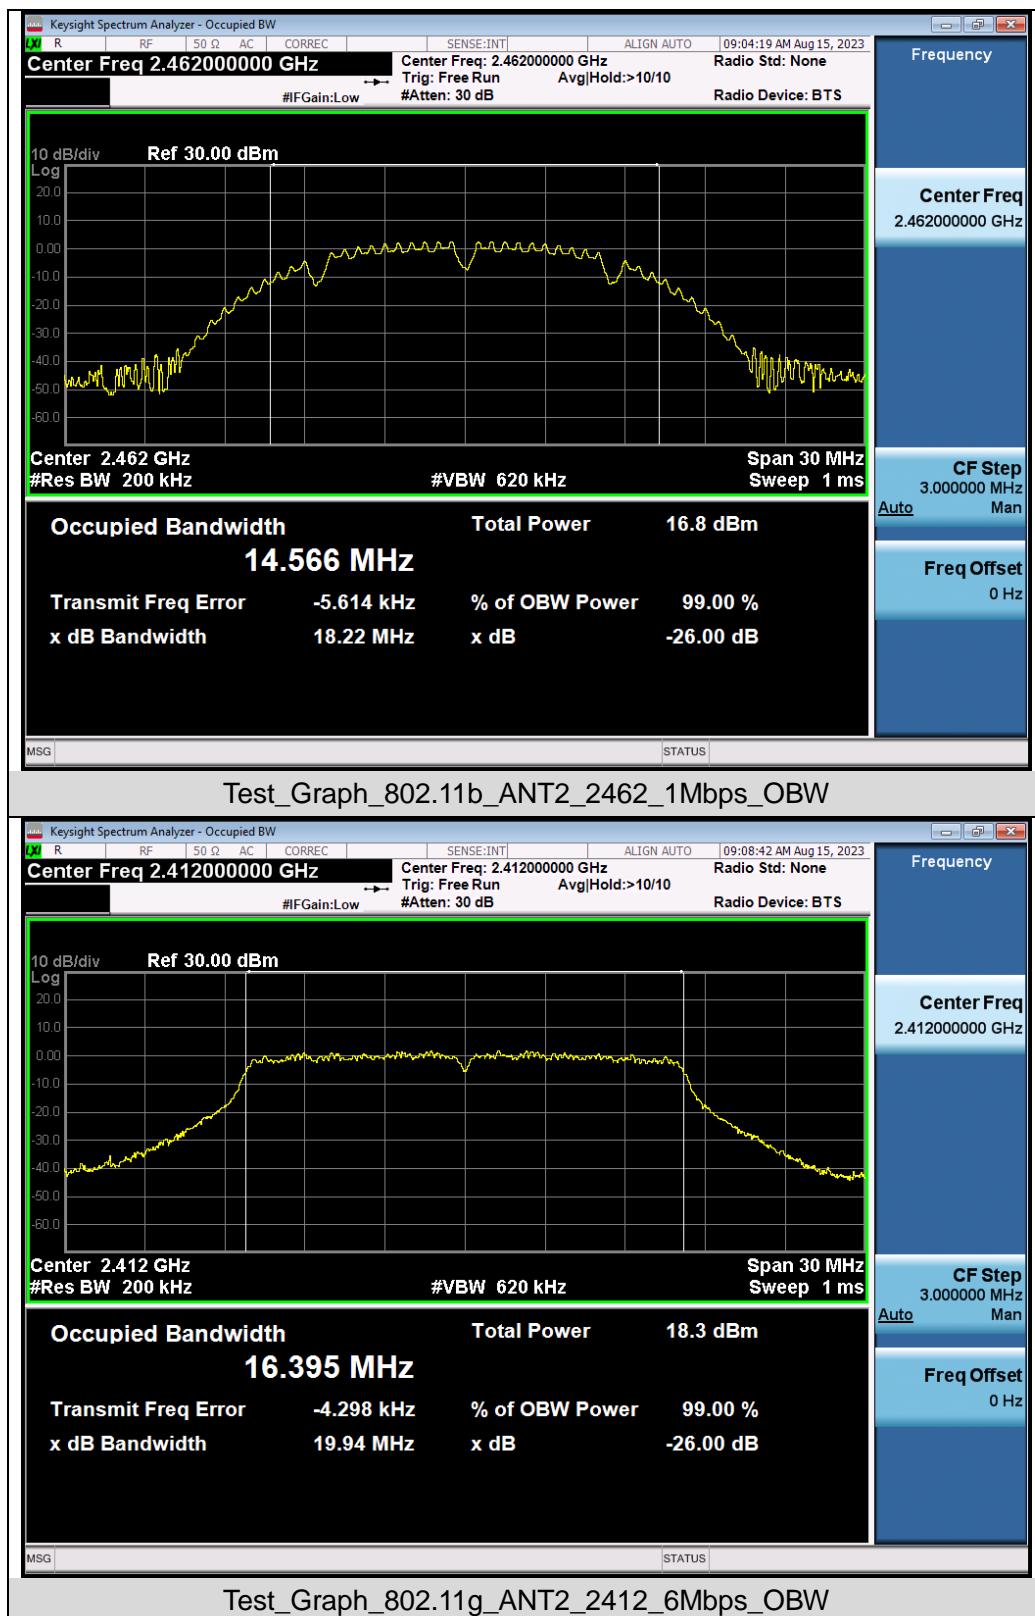 Keysight Spectrum Analyzer - Occupied BW
LXI R RF 50 Ω AC CORREC SENSE:INT ALIGN AUTO 09:04:19 AM Aug 15, 2023
Center Freq 2.462000000 GHz
Center Freq: 2.462000000 GHz
Radio Std: None
Trig: Free Run Avg|Hold:>10/10
#IFGain:Low
#Atten: 30 dB
Radio Device: BTS
Frequency
10 dB/div Ref 30.00 dBm
Log
20.0
10.0
0.00
-10.0
-20.0
-30.0
-40.0
-50.0
-60.0
Center 2.462 GHz
Span 30 MHz
#Res BW 200 kHz
#VBW 620 kHz
Sweep 1 ms
Center Freq
2.462000000 GHz
CF Step
3.000000 MHz
Auto Man
Freq Offset
0 Hz
Occupied Bandwidth
Total Power 16.8 dBm
14.566 MHz
Transmit Freq Error -5.614 kHz % of OBW Power 99.00 %
x dB Bandwidth 18.22 MHz x dB -26.00 dB
MSG STATUS
Test_Graph_802.11b_ANT2_2462_1Mbps_OBW
Keysight Spectrum Analyzer - Occupied BW
LXI R RF 50 Ω AC CORREC SENSE:INT ALIGN AUTO 09:08:42 AM Aug 15, 2023
Center Freq 2.412000000 GHz
Center Freq: 2.412000000 GHz
Radio Std: None
Trig: Free Run Avg|Hold:>10/10
#IFGain:Low
#Atten: 30 dB
Radio Device: BTS
Frequency
10 dB/div Ref 30.00 dBm
Log
20.0
10.0
0.00
-10.0
-20.0
-30.0
-40.0
-50.0
-60.0
Center 2.412 GHz
Span 30 MHz
#Res BW 200 kHz
#VBW 620 kHz
Sweep 1 ms
Center Freq
2.412000000 GHz
CF Step
3.000000 MHz
Auto Man
Freq Offset
0 Hz
Occupied Bandwidth
Total Power 18.3 dBm
16.395 MHz
Transmit Freq Error -4.298 kHz % of OBW Power 99.00 %
x dB Bandwidth 19.94 MHz x dB -26.00 dB
MSG STATUS
Test_Graph_802.11g_ANT2_2412_6Mbps_OBW